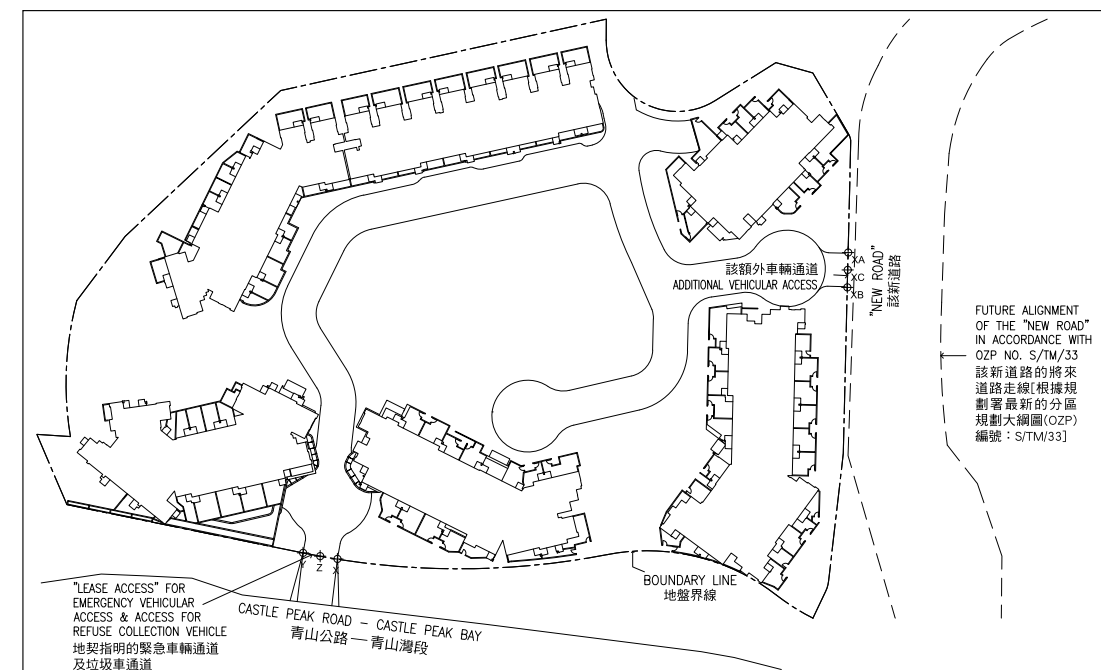 該額外車輛通道
ADDITIONAL VEHICULAR ACCESS
XA
XC
XB
"NEW ROAD"
該新道路
FUTURE ALIGNMENT
OF THE "NEW ROAD"
IN ACCORDANCE WITH
OZP NO. S/TM/33
該新道路的將來
道路走線[根據規
劃署最新的分區
規劃大綱圖(OZP)
編號：S/TM/33]
Y
Z
X
BOUNDARY LINE
地盤界線
"LEASE ACCESS" FOR
EMERGENCY VEHICULAR
ACCESS & ACCESS FOR
REFUSE COLLECTION VEHICLE
地契指明的緊急車輛通道
及垃圾車通道
CASTLE PEAK ROAD – CASTLE PEAK BAY
青山公路 — 青山灣段